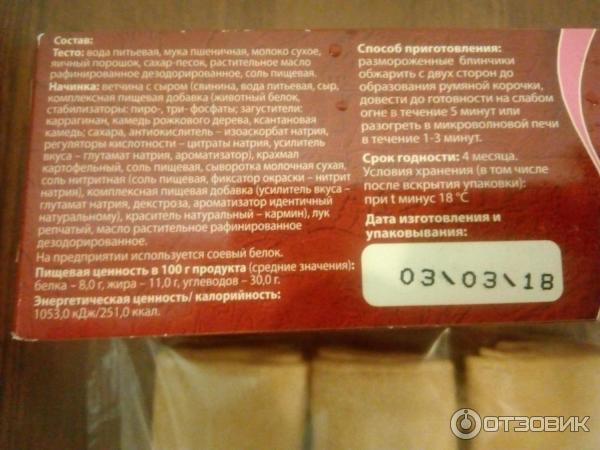 Состав:
Тесто: вода питьевая, мука пшеничная, молоко сухое,
яичный порошок, сахар-песок, растительное масло
рафинированное дезодорированное, соль пищевая.
Начинка: ветчина с сыром (свинина, вода питьевая, сыр,
комплексная пищевая добавка (животный белок,
стабилизаторы: пиро-, три- фосфаты; загустители:
каррагинан, камедь рожкового дерева, ксантановая
камедь; сахара, антиокислитель – изоаскорбат натрия,
регуляторы кислотности – цитраты натрия, усилитель
вкуса – глутамат натрия, ароматизатор), крахмал
картофельный, соль пищевая, сыворотка молочная сухая,
соль нитритная (соль пищевая, фиксатор окраски – нитрит
натрия), комплексная пищевая добавка (усилитель вкуса –
глутамат натрия, декстроза, ароматизатор идентичный
натуральному), краситель натуральный – кармин), лук
репчатый, масло растительное рафинированное
дезодорированное.
На предприятии используется соевый белок.
Пищевая ценность в 100 г продукта (средние значения):
белка – 8,0 г, жира – 11,0 г, углеводов – 30,0 г.
Энергетическая ценность/ калорийность:
1053,0 кДж/251,0 ккал.
Способ приготовления:
размороженные блинчики
обжарить с двух сторон до
образования румяной корочки,
довести до готовности на слабом
огне в течение 5 минут или
разогреть в микроволновой печи
в течение 1-3 минут.
Срок годности: 4 месяца.
Условия хранения (в том числе
после вскрытия упаковки):
при t минус 18 °С
Дата изготовления и
упаковывания:
03\03\18
ОТЗОВИК